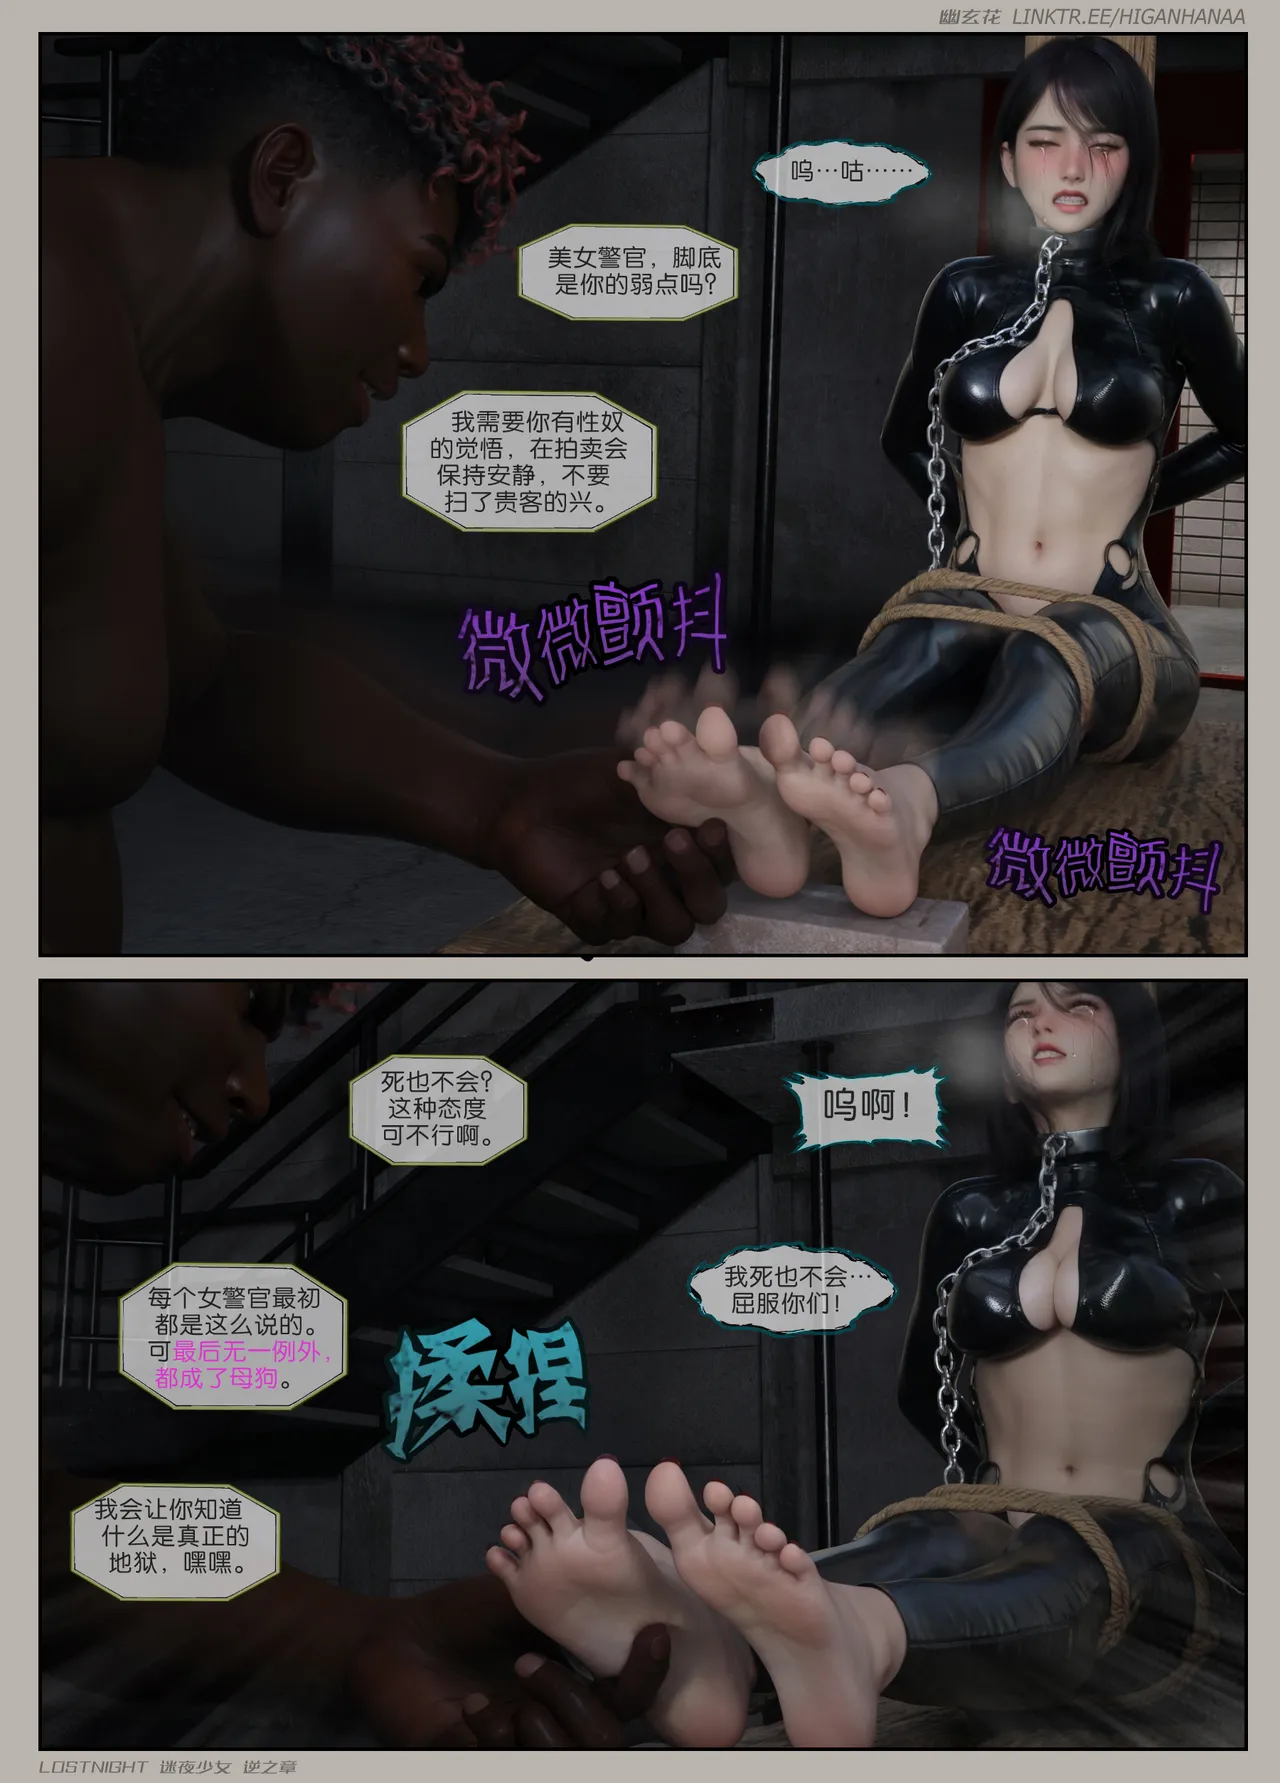 幽玄花 LINKTR.EE/HIGANHANAA
呜…咕……
美女警官，脚底
是你的弱点吗？
我需要你有性奴
的觉悟，在拍卖会
保持安静，不要
扫了贵客的兴。
微微颤抖
微微颤抖
死也不会？
这种态度
可不行啊。
呜啊！
我死也不会…
屈服你们！
每个女警官最初
都是这么说的。
可最后无一例外，
都成了母狗。
揉捏
我会让你知道
什么是真正的
地狱，嘿嘿。
LOSTNIGHT 迷夜少女 逆之章